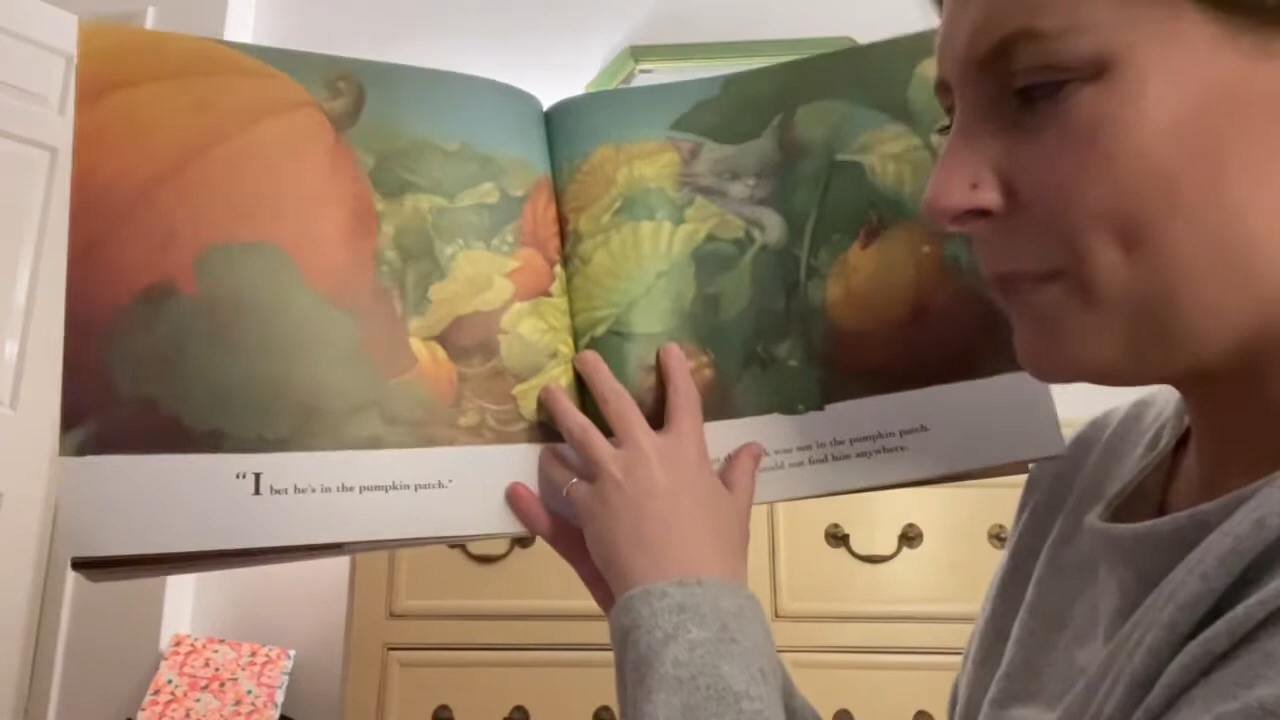 "I bet he's in the pumpkin patch."
was not in the pumpkin patch.
could not find him anywhere.